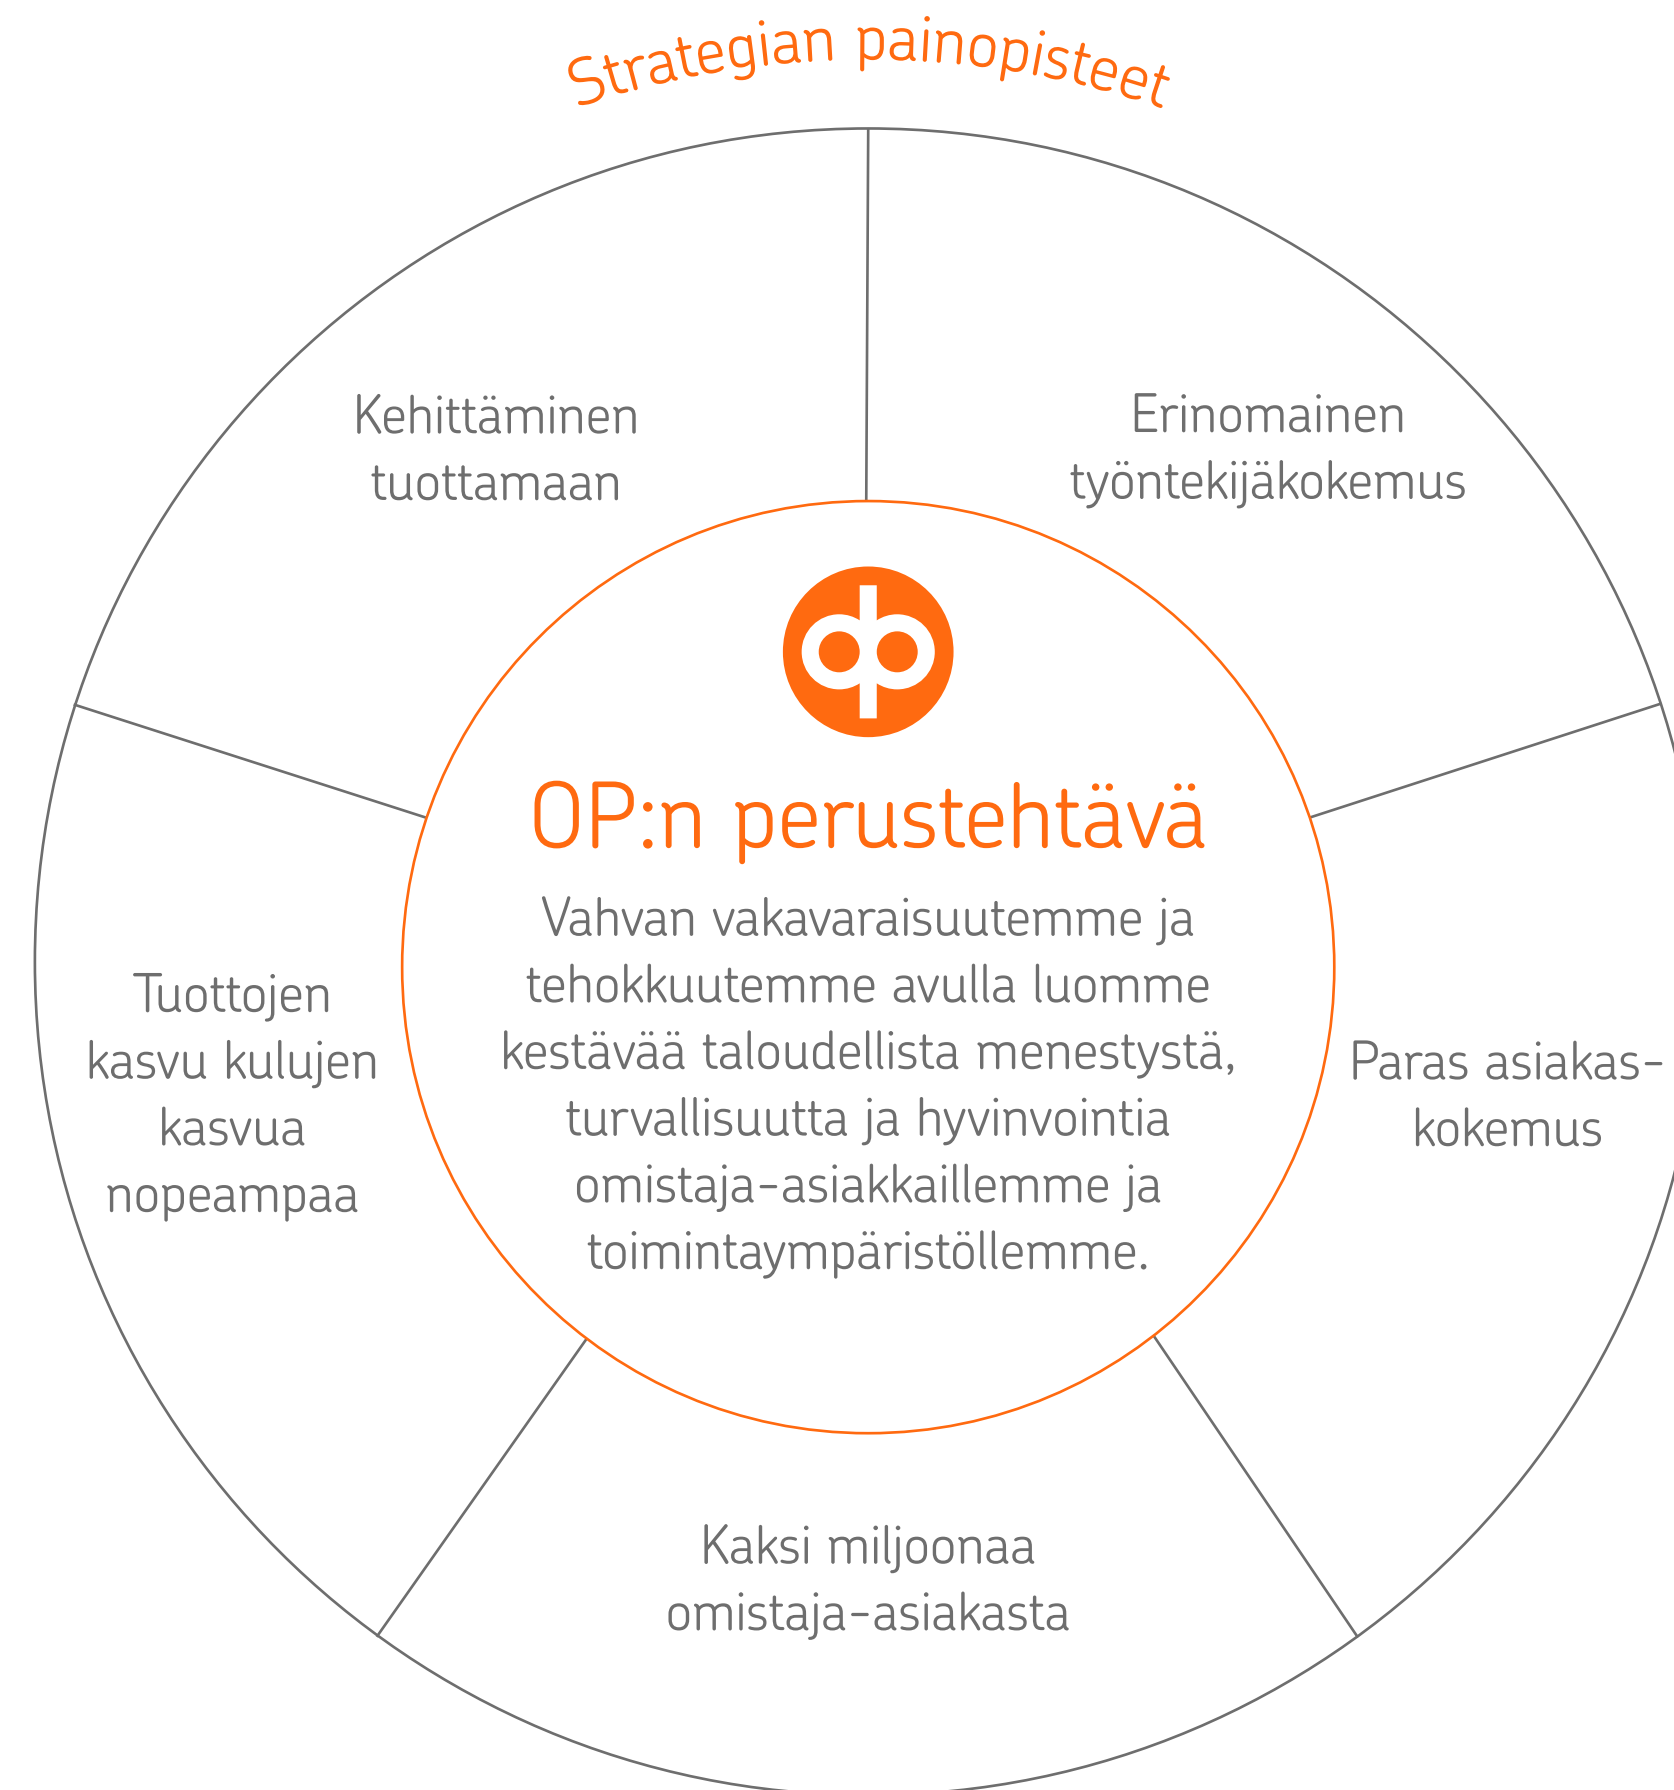 Strategian painopisteet
Kehittäminen
tuottamaan
Erinomainen
työntekijäkokemus
OP:n perustehtävä
Vahvan vakavaraisuutemme ja
tehokkuutemme avulla luomme
kestävää taloudellista menestystä,
turvallisuutta ja hyvinvointia
omistaja-asiakkaillemme ja
toimintaympäristöllemme.
Tuottojen
kasvu kulujen
kasvua
nopeampaa
Paras asiakas-
kokemus
Kaksi miljoonaa
omistaja-asiakasta